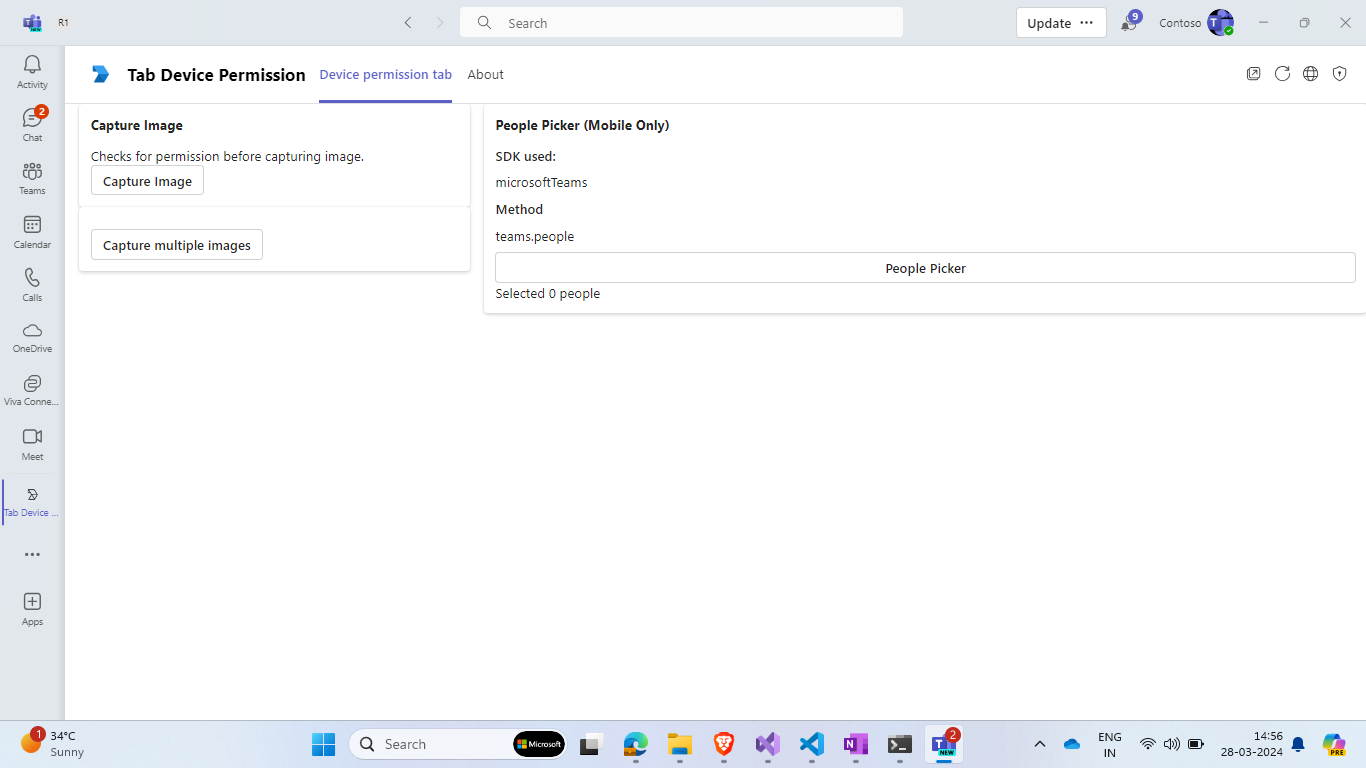 R1
Search
Update
9
Contoso
T
NEW
Activity
2
Chat
Teams
Calendar
Calls
OneDrive
Viva Conne...
Meet
Tab Device ...
Apps
Tab Device Permission
Device permission tab
About
Capture Image
Checks for permission before capturing image.
Capture Image
Capture multiple images
People Picker (Mobile Only)
SDK used:
microsoftTeams
Method
teams.people
People Picker
Selected 0 people
1
34°C
Sunny
Search
Microsoft
N
T
2
NEW
ENG
IN
14:56
28-03-2024
PRE